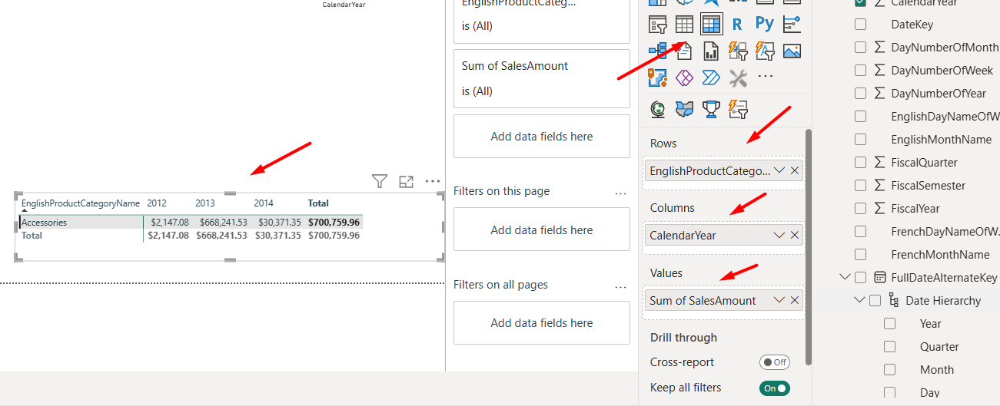 CalendarYear
EnglishProductCategoryName 2012 2013 2014 Total
Accessories $2,147.08 $668,241.53 $30,371.35 $700,759.96
Total $2,147.08 $668,241.53 $30,371.35 $700,759.96
EnglishProductCateg...
is (All)
Sum of SalesAmount
is (All)
Add data fields here
Filters on this page
...
Add data fields here
Filters on all pages
...
Add data fields here
R
Py
Rows
EnglishProductCatego...
Columns
CalendarYear
Values
Sum of SalesAmount
Drill through
Cross-report
Off
Keep all filters
On
CalendarYear
DateKey
DayNumberOfMonth
DayNumberOfWeek
DayNumberOfYear
EnglishDayNameOfW
EnglishMonthName
FiscalQuarter
FiscalSemester
FiscalYear
FrenchDayNameOfW.
FrenchMonthName
FullDateAlternateKey
Date Hierarchy
Year
Quarter
Month
Day